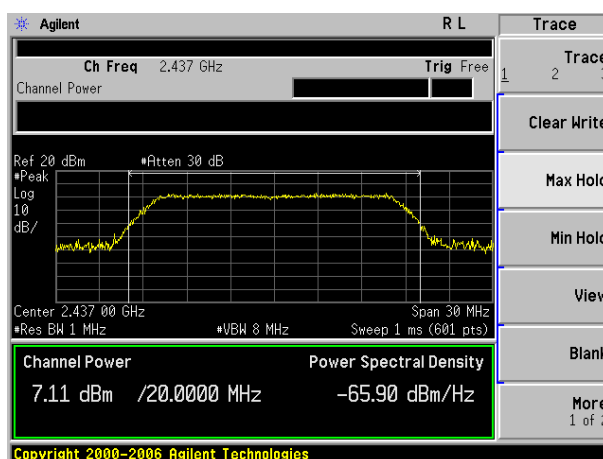 Agilent R L Trace
Ch Freq 2.437 GHz Trig Free
Channel Power
Trace
1 2
Clear Write
Max Hold
Min Hold
View
Blank
More
1 of 2
Ref 20 dBm #Atten 30 dB
#Peak
Log
10
dB/
Center 2.437 00 GHz Span 30 MHz
#Res BW 1 MHz #VBW 8 MHz Sweep 1 ms (601 pts)
Channel Power Power Spectral Density
7.11 dBm /20.0000 MHz -65.90 dBm/Hz
Copyright 2000-2006 Agilent Technologies